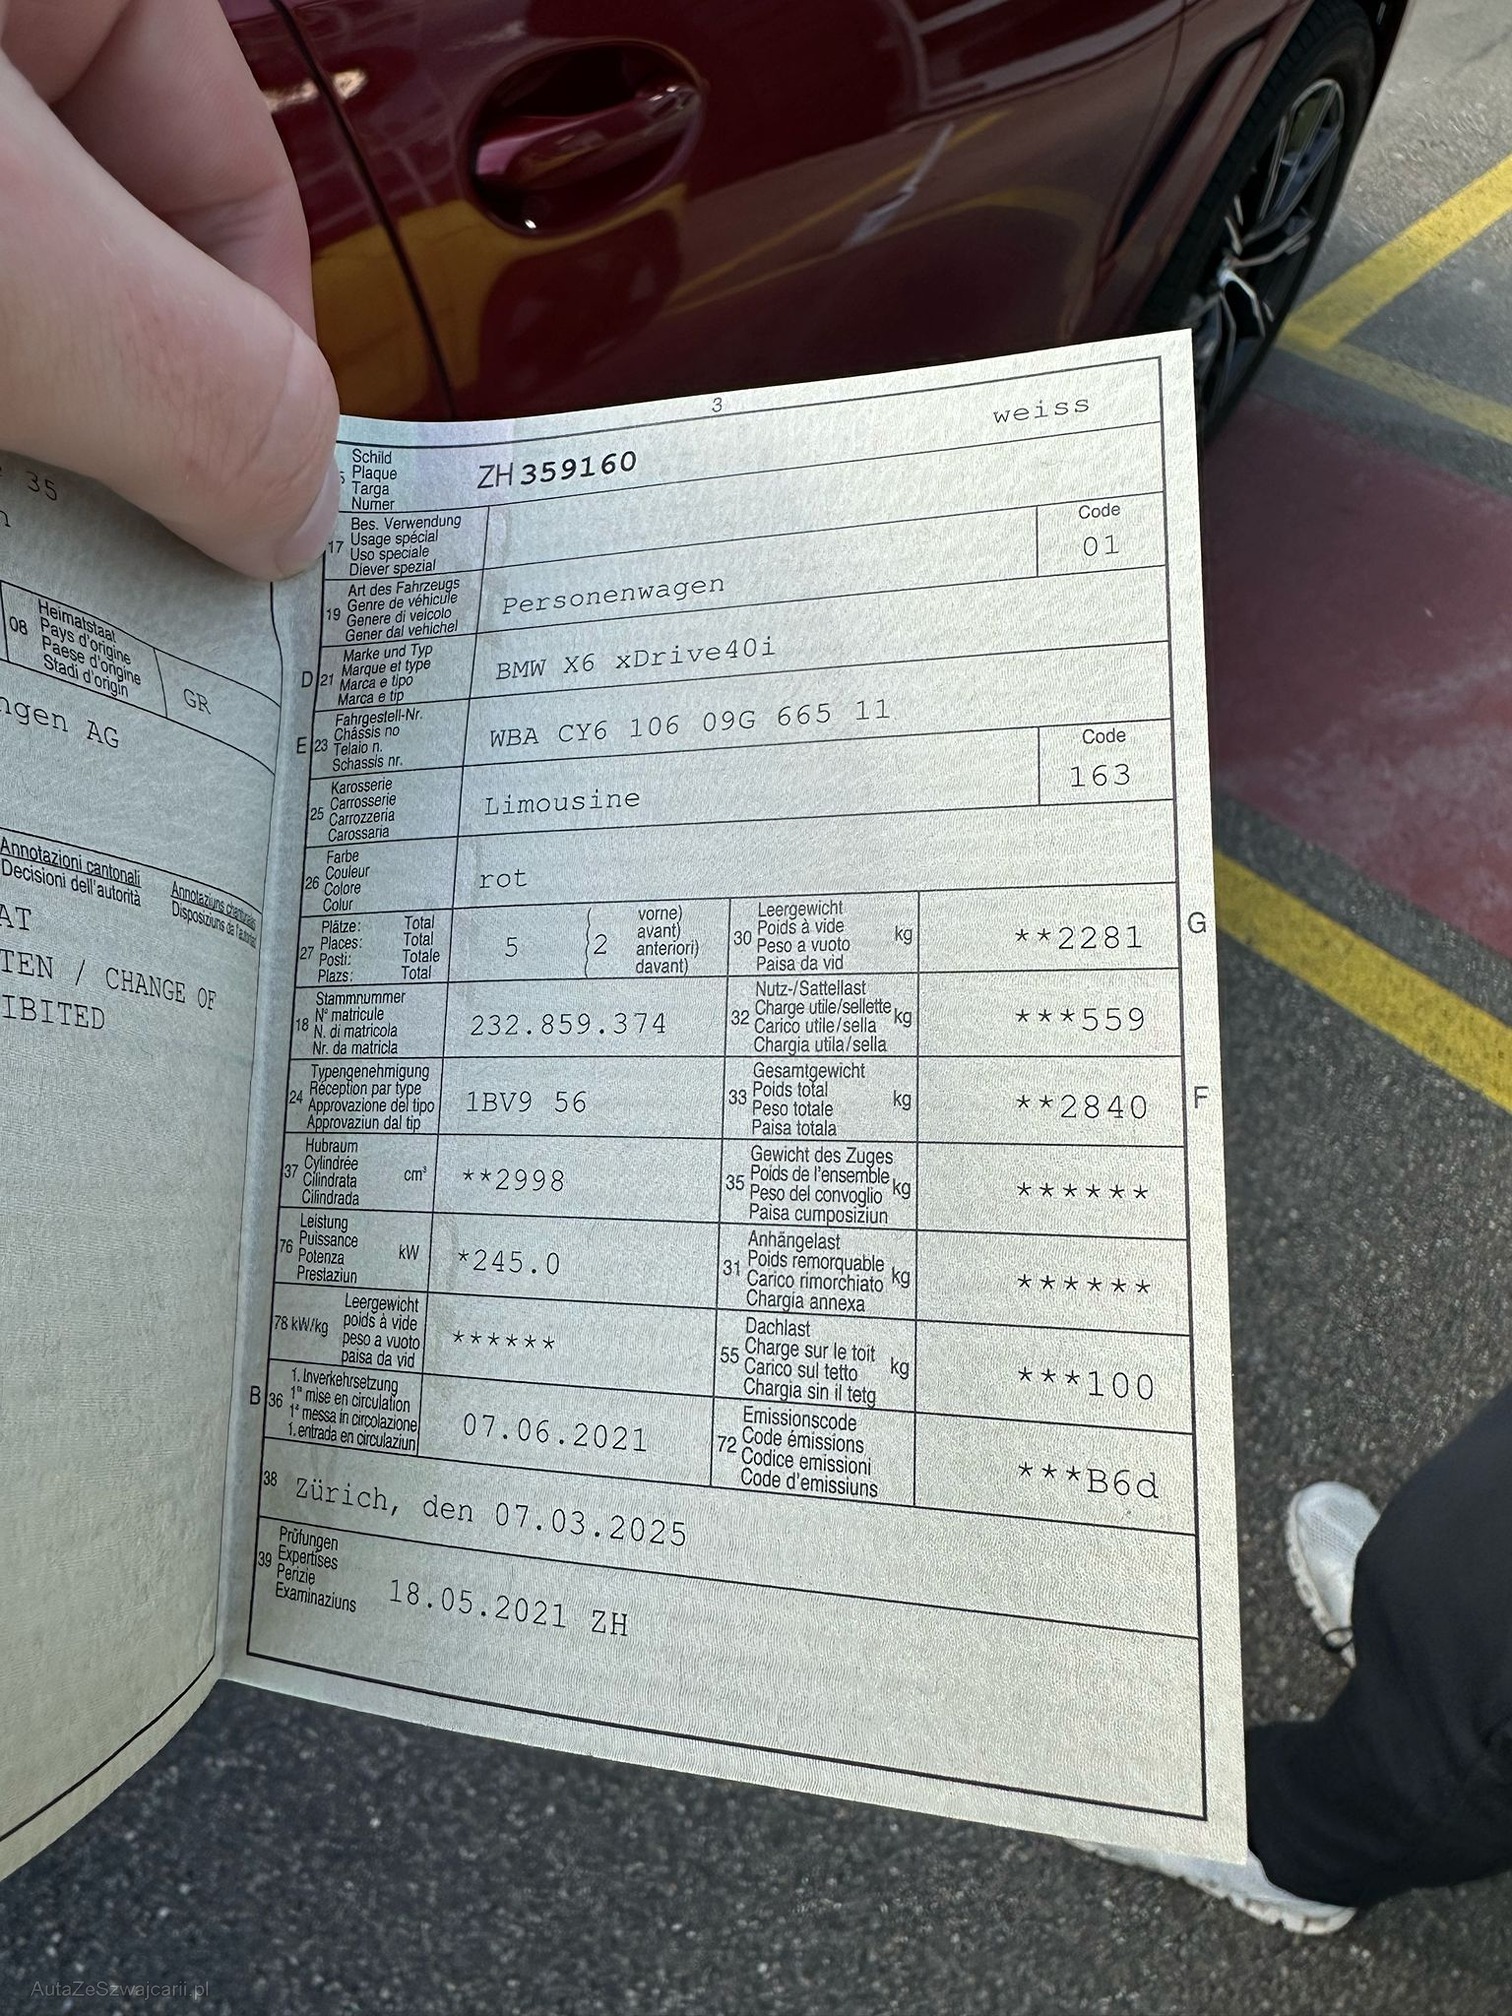 35
08 Heimatstaat
Pays d'origine
Paese d'origine
Stadi d'origin
GR
ngen AG
Annotazioni cantonali
Decisioni dell'autorità
Annotaziuns chantunalas
Disposiziuns da l'autoritad
AT
TEN / CHANGE OF
IBITED
3
Schild
Plaque
Targa
Numer
ZH 359160
weiss
17 Bes. Verwendung
Usage spécial
Uso speciale
Diever spezial
Code
01
19 Art des Fahrzeugs
Genre de véhicule
Genere di veicolo
Gener dal vehichel
Personenwagen
D 21 Marke und Typ
Marque et type
Marca e tipo
Marca e tip
BMW X6 xDrive40i
E 23 Fahrgestell-Nr.
Châssis no
Telaio n.
Schassis nr.
WBA CY6 106 09G 665 11
25 Karosserie
Carrosserie
Carrozzeria
Carossaria
Limousine
Code
163
26 Farbe
Couleur
Colore
Colur
rot
27 Plätze: Total
Places: Total
Posti: Totale
Plazs: Total
5
2
vorne)
avant)
anteriori)
davant)
30 Leergewicht
Poids à vide
Peso a vuoto
Paisa da vid
kg
**2281
G
18 Stammnummer
N° matricule
N. di matricola
Nr. da matricla
232.859.374
32 Nutz-/Sattellast
Charge utile/sellette
Carico utile/sella
Chargia utila/sella
kg
***559
24 Typengenehmigung
Réception par type
Approvazione del tipo
Approvaziun dal tip
1BV9 56
33 Gesamtgewicht
Poids total
Peso totale
Paisa totala
kg
**2840
F
37 Hubraum
Cylindrée
Cilindrata
Cilindrada
cm³
**2998
35 Gewicht des Zuges
Poids de l'ensemble
Peso del convoglio
Paisa cumposiziun
kg
******
76 Leistung
Puissance
Potenza
Prestaziun
kW
*245.0
31 Anhängelast
Poids remorquable
Carico rimorchiato
Chargia annexa
kg
******
78 kW/kg
Leergewicht
poids à vide
peso a vuoto
paisa da vid
******
55 Dachlast
Charge sur le toit
Carico sul tetto
Chargia sin il tetg
kg
***100
B 36 1. Inverkehrsetzung
1re mise en circulation
1a messa in circolazione
1. entrada en circulaziun
07.06.2021
72 Emissionscode
Code émissions
Codice emissioni
Code d'emissiuns
***B6d
38 Zürich, den 07.03.2025
39 Prüfungen
Expertises
Perizie
Examinaziuns
18.05.2021 ZH
AutaZeSzwajcarii.pl